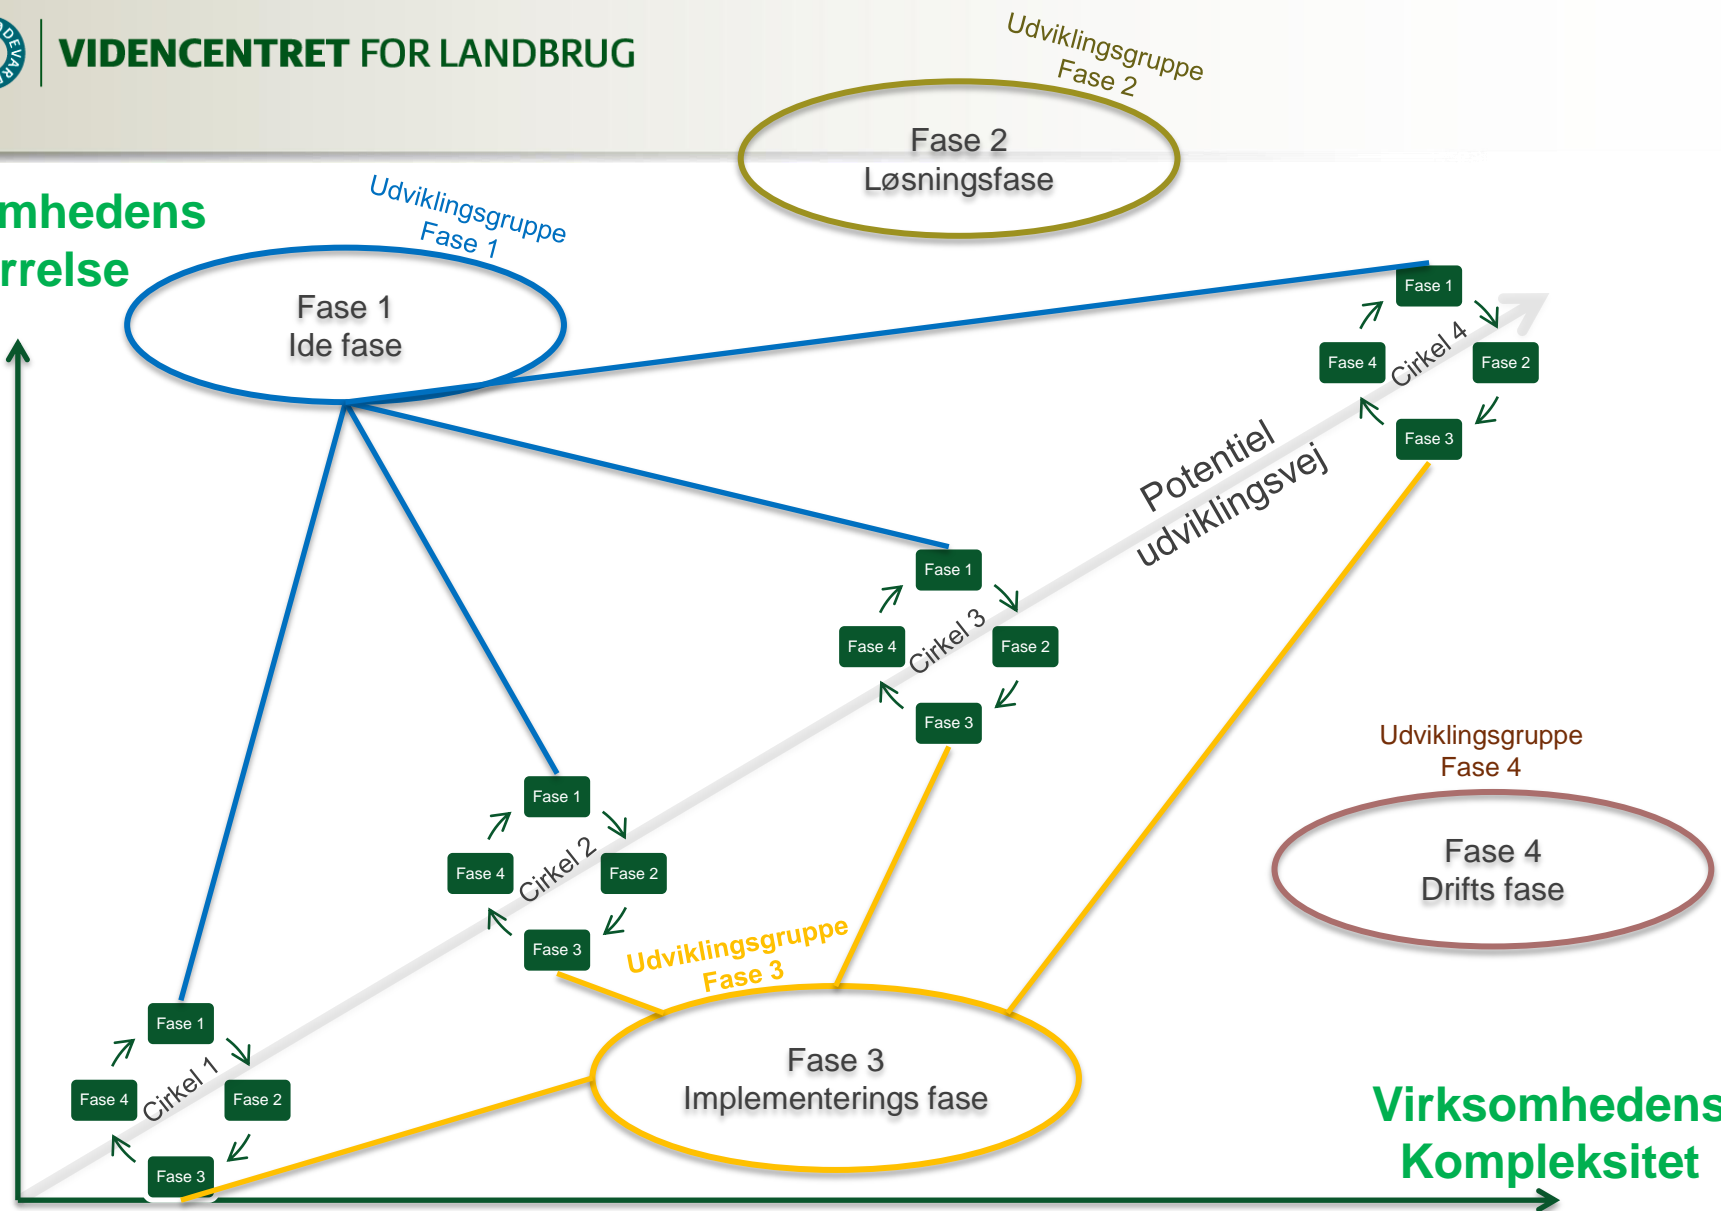 VIDENCENTRET FOR LANDBRUG
Udviklingsgruppe
Fase 2
Fase 2
Løsningsfase
Udviklingsgruppe
Fase 1
Fase 1
Ide fase
Fase 1
Fase 4
Cirkel 4
Fase 2
Fase 3
Potentiel
udviklingsvej
Fase 1
Fase 4
Cirkel 3
Fase 2
Fase 3
Udviklingsgruppe
Fase 4
Fase 4
Drifts fase
Fase 1
Fase 4
Cirkel 2
Fase 2
Fase 3
Udviklingsgruppe
Fase 3
Fase 3
Implementerings fase
Fase 1
Fase 4
Cirkel 1
Fase 2
Fase 3
Virksomhedens
Kompleksitet